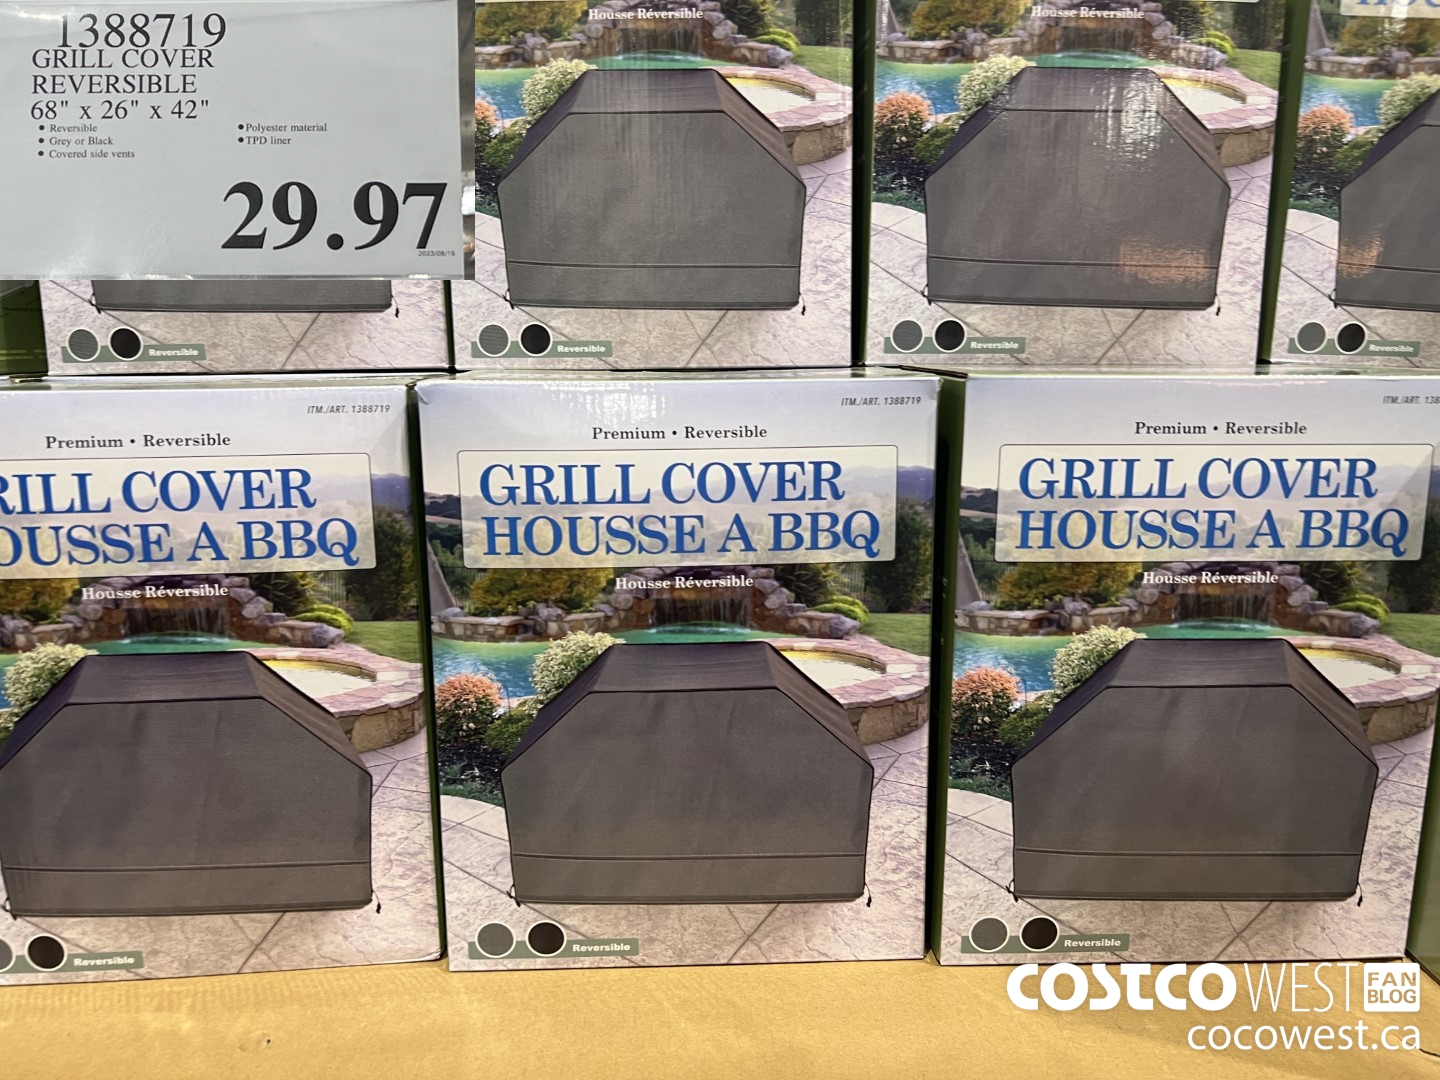 1388719
GRILL COVER
REVERSIBLE
68" x 26" x 42"
• Reversible
• Grey or Black
• Covered side vents
• Polyester material
• TPD liner
29.97
2023/08/15
Housse Réversible
Housse Réversible
Reversible
Reversible
Reversible
Reversible
ITM./ART. 1388719
Premium • Reversible
RILL COVER
OUSSE A BBQ
Housse Réversible
Reversible
ITM./ART. 1388719
Premium • Reversible
GRILL COVER
HOUSSE A BBQ
Housse Réversible
Reversible
ITM./ART. 138
Premium • Reversible
GRILL COVER
HOUSSE A BBQ
Housse Réversible
Reversible
COSTCO WEST FAN BLOG
cocowest.ca